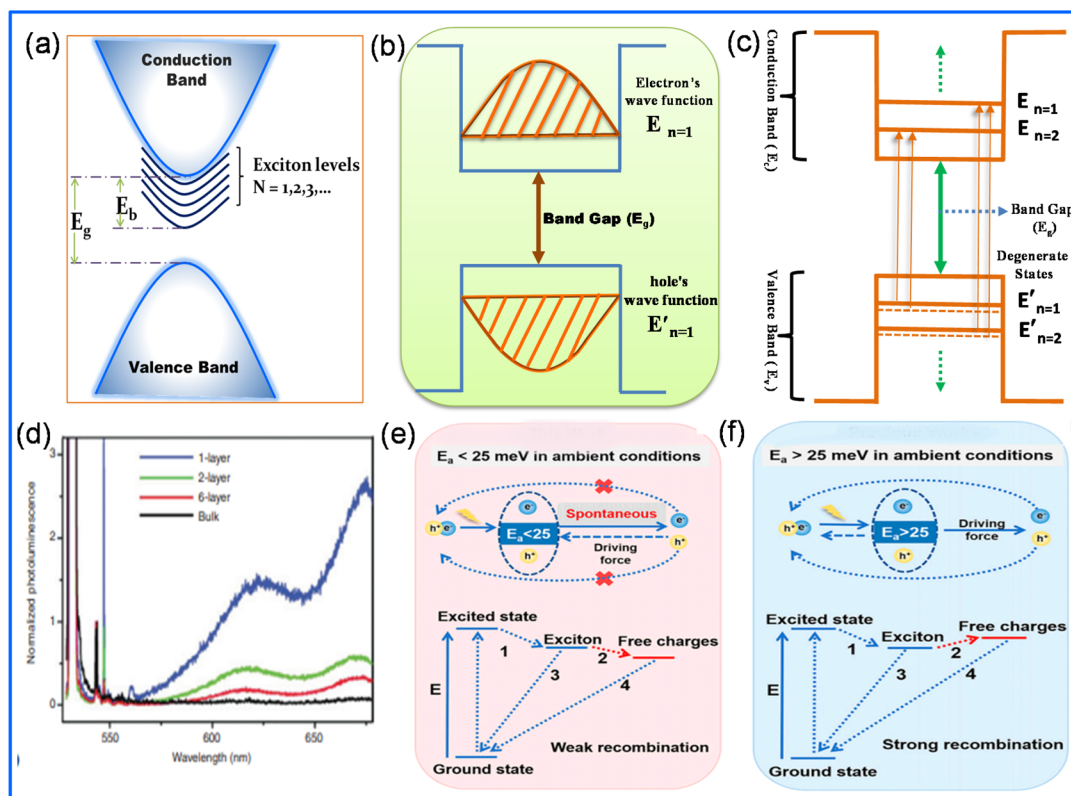 (a)
Conduction
Band
Exciton levels
N = 1,2,3,...
E_b
E_g
Valence Band
(b)
Electron's
wave function
E n=1
Band Gap (E_g)
hole's
wave function
E' n=1
(c)
Conduction Band ( E_c)
E n=1
E n=2
Band Gap
(E_g)
Degenerate
States
Valence Band ( E_v)
E' n=1
E' n=2
(d)
Normalized photoluminescence
3
2
1
0
1-layer
2-layer
6-layer
Bulk
550 600 650
Wavelength (nm)
(e)
E_a < 25 meV in ambient conditions
e-
Spontaneous
h+ e-
E_a<25
e-
h+
Driving
force
h+
Excited state
Exciton
Free charges
1
2
3
4
E
Weak recombination
Ground state
(f)
E_a > 25 meV in ambient conditions
e-
h+ e-
E_a>25
Driving
force
e-
h+
h+
Excited state
Exciton
Free charges
1
2
3
4
E
Strong recombination
Ground state